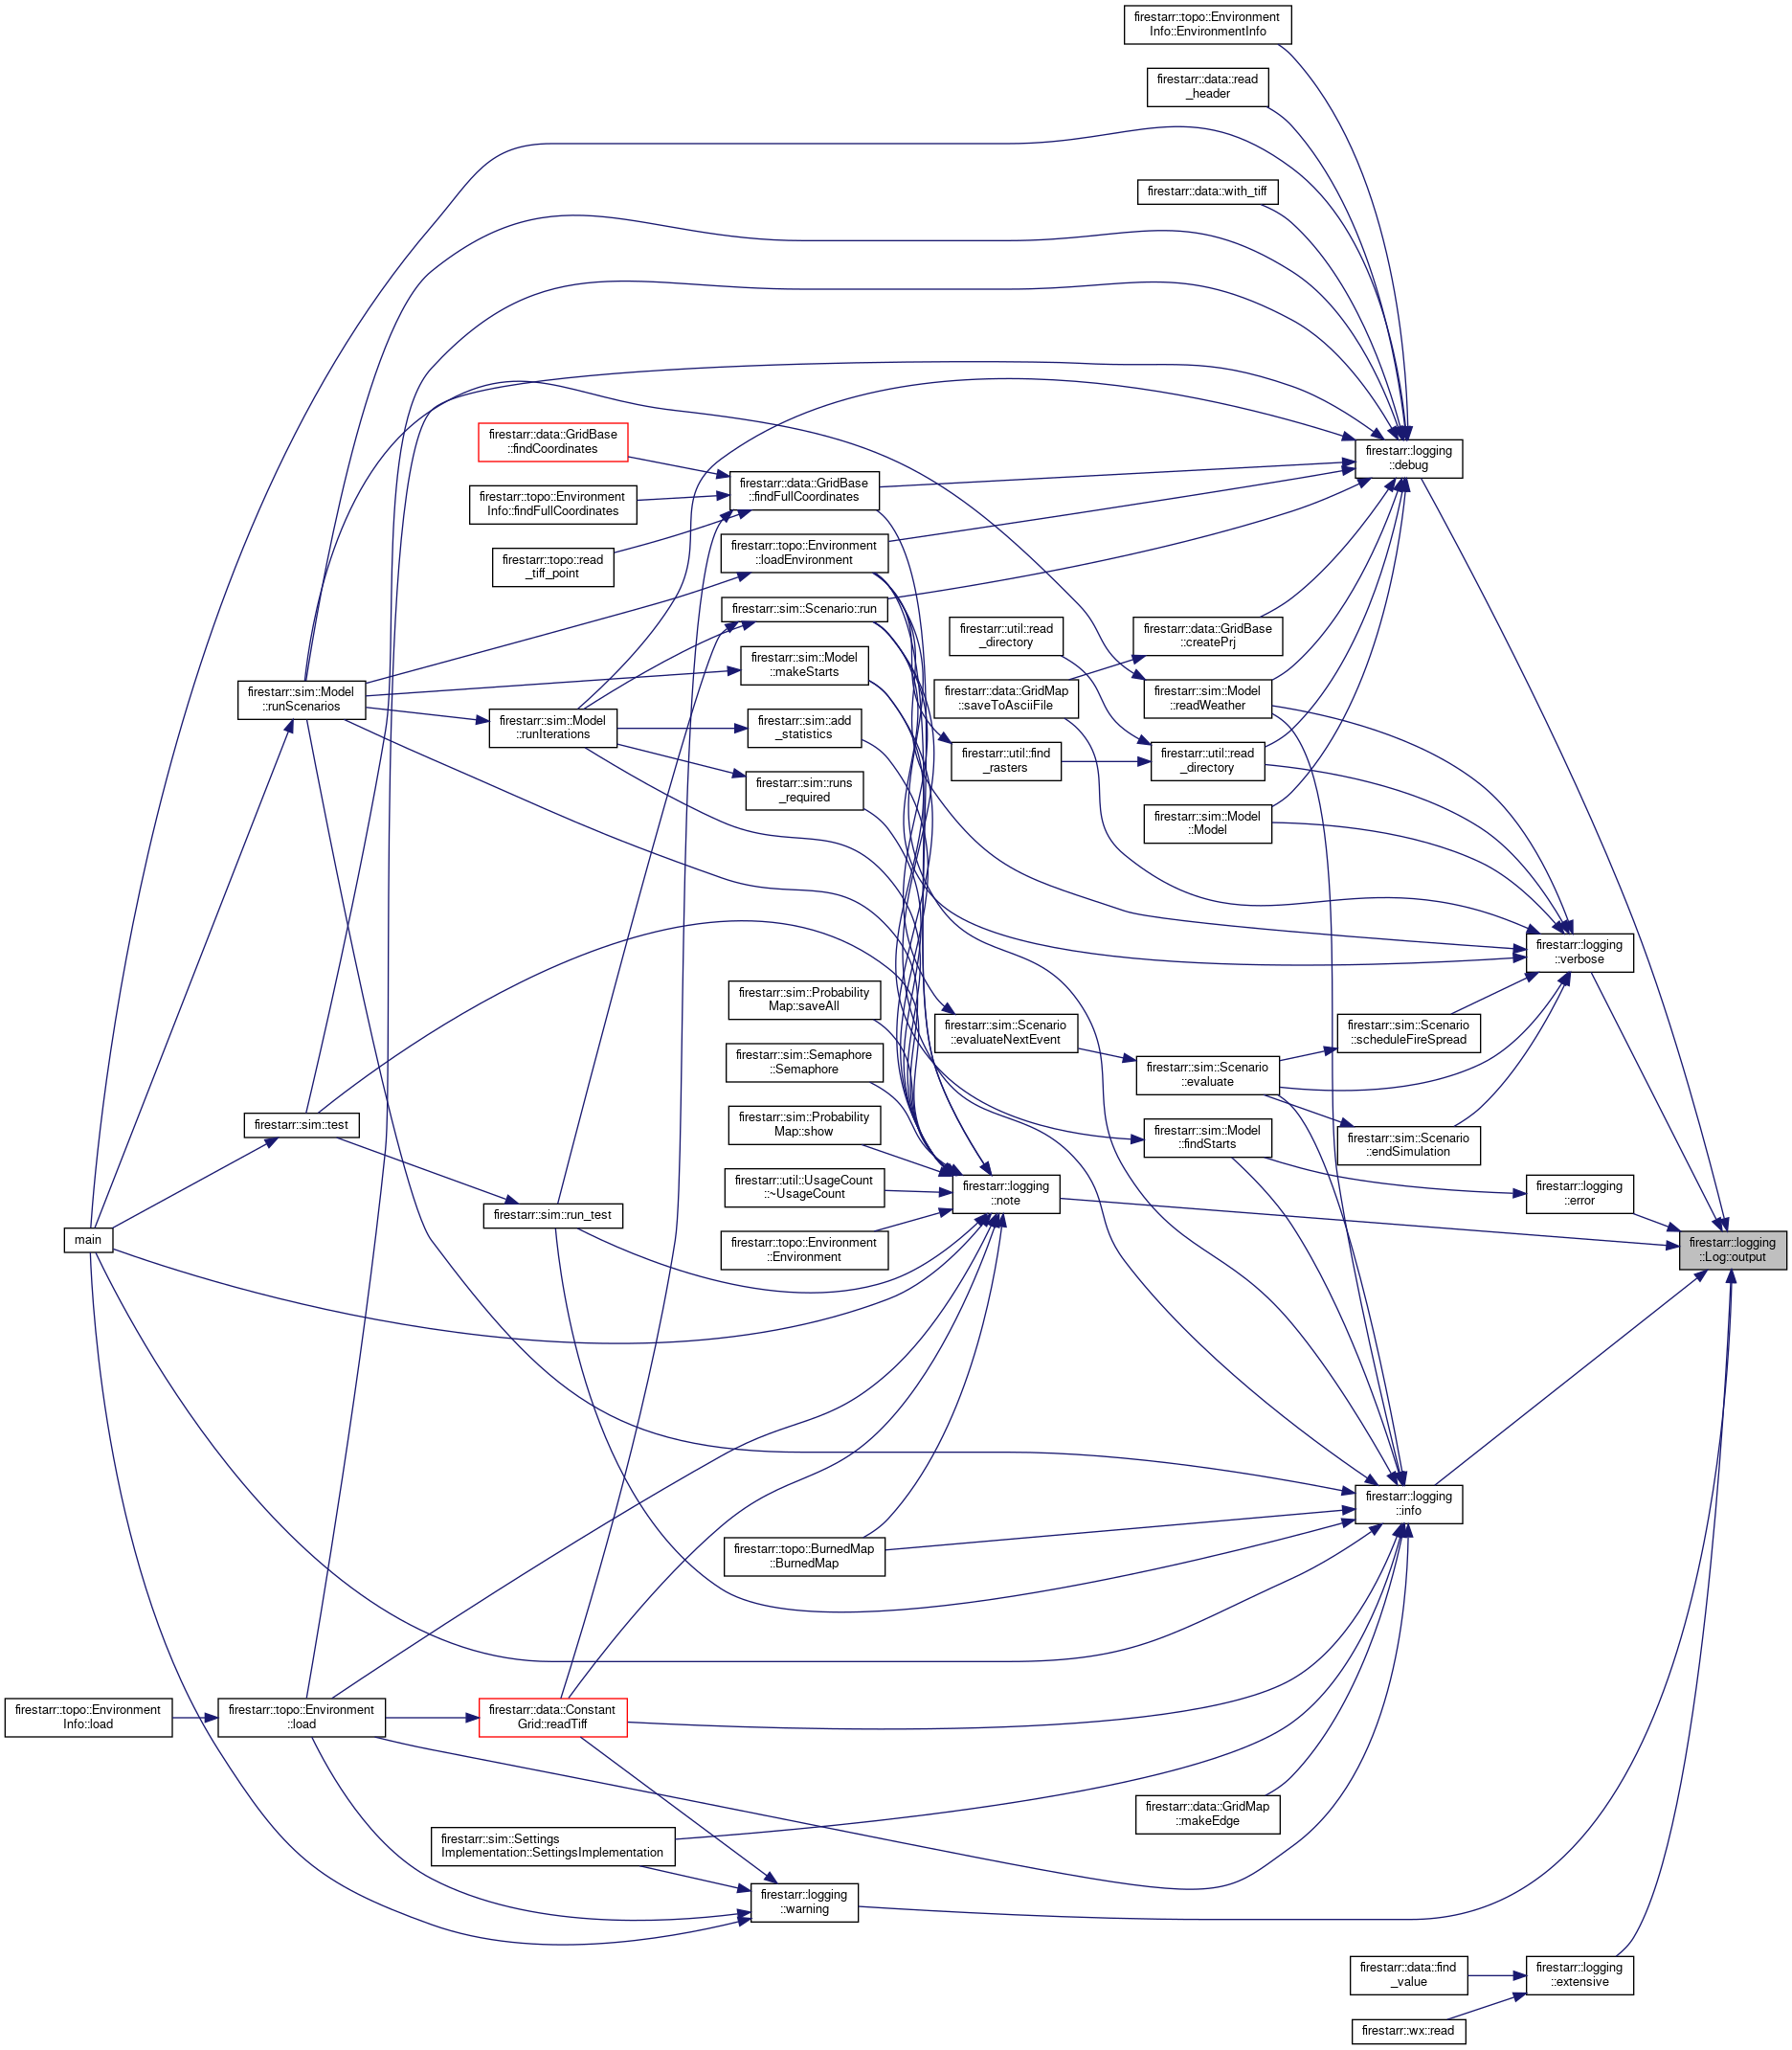 firestarr::topo::Environment
Info::EnvironmentInfo
firestarr::data::read
_header
firestarr::data::with_tiff
firestarr::logging
::debug
firestarr::data::GridBase
::findCoordinates
firestarr::data::GridBase
::findFullCoordinates
firestarr::topo::Environment
Info::findFullCoordinates
firestarr::topo::Environment
::loadEnvironment
firestarr::topo::read
_tiff_point
firestarr::sim::Scenario::run
firestarr::util::read
_directory
firestarr::data::GridBase
::createPrj
firestarr::sim::Model
::makeStarts
firestarr::sim::Model
::runScenarios
firestarr::data::GridMap
::saveToAsciiFile
firestarr::sim::Model
::readWeather
firestarr::sim::Model
::runIterations
firestarr::sim::add
_statistics
firestarr::util::find
_rasters
firestarr::util::read
_directory
firestarr::sim::runs
_required
firestarr::sim::Model
::Model
firestarr::logging
::verbose
firestarr::sim::Probability
Map::saveAll
firestarr::sim::Scenario
::evaluateNextEvent
firestarr::sim::Scenario
::scheduleFireSpread
firestarr::sim::Semaphore
::Semaphore
firestarr::sim::Scenario
::evaluate
firestarr::sim::test
firestarr::sim::Probability
Map::show
firestarr::sim::Model
::findStarts
firestarr::sim::Scenario
::endSimulation
firestarr::util::UsageCount
::~UsageCount
firestarr::logging
::note
firestarr::logging
::error
firestarr::sim::run_test
main
firestarr::topo::Environment
::Environment
firestarr::logging
::Log::output
firestarr::logging
::info
firestarr::topo::BurnedMap
::BurnedMap
firestarr::topo::Environment
Info::load
firestarr::topo::Environment
::load
firestarr::data::Constant
Grid::readTiff
firestarr::data::GridMap
::makeEdge
firestarr::sim::Settings
Implementation::SettingsImplementation
firestarr::logging
::warning
firestarr::data::find
_value
firestarr::logging
::extensive
firestarr::wx::read